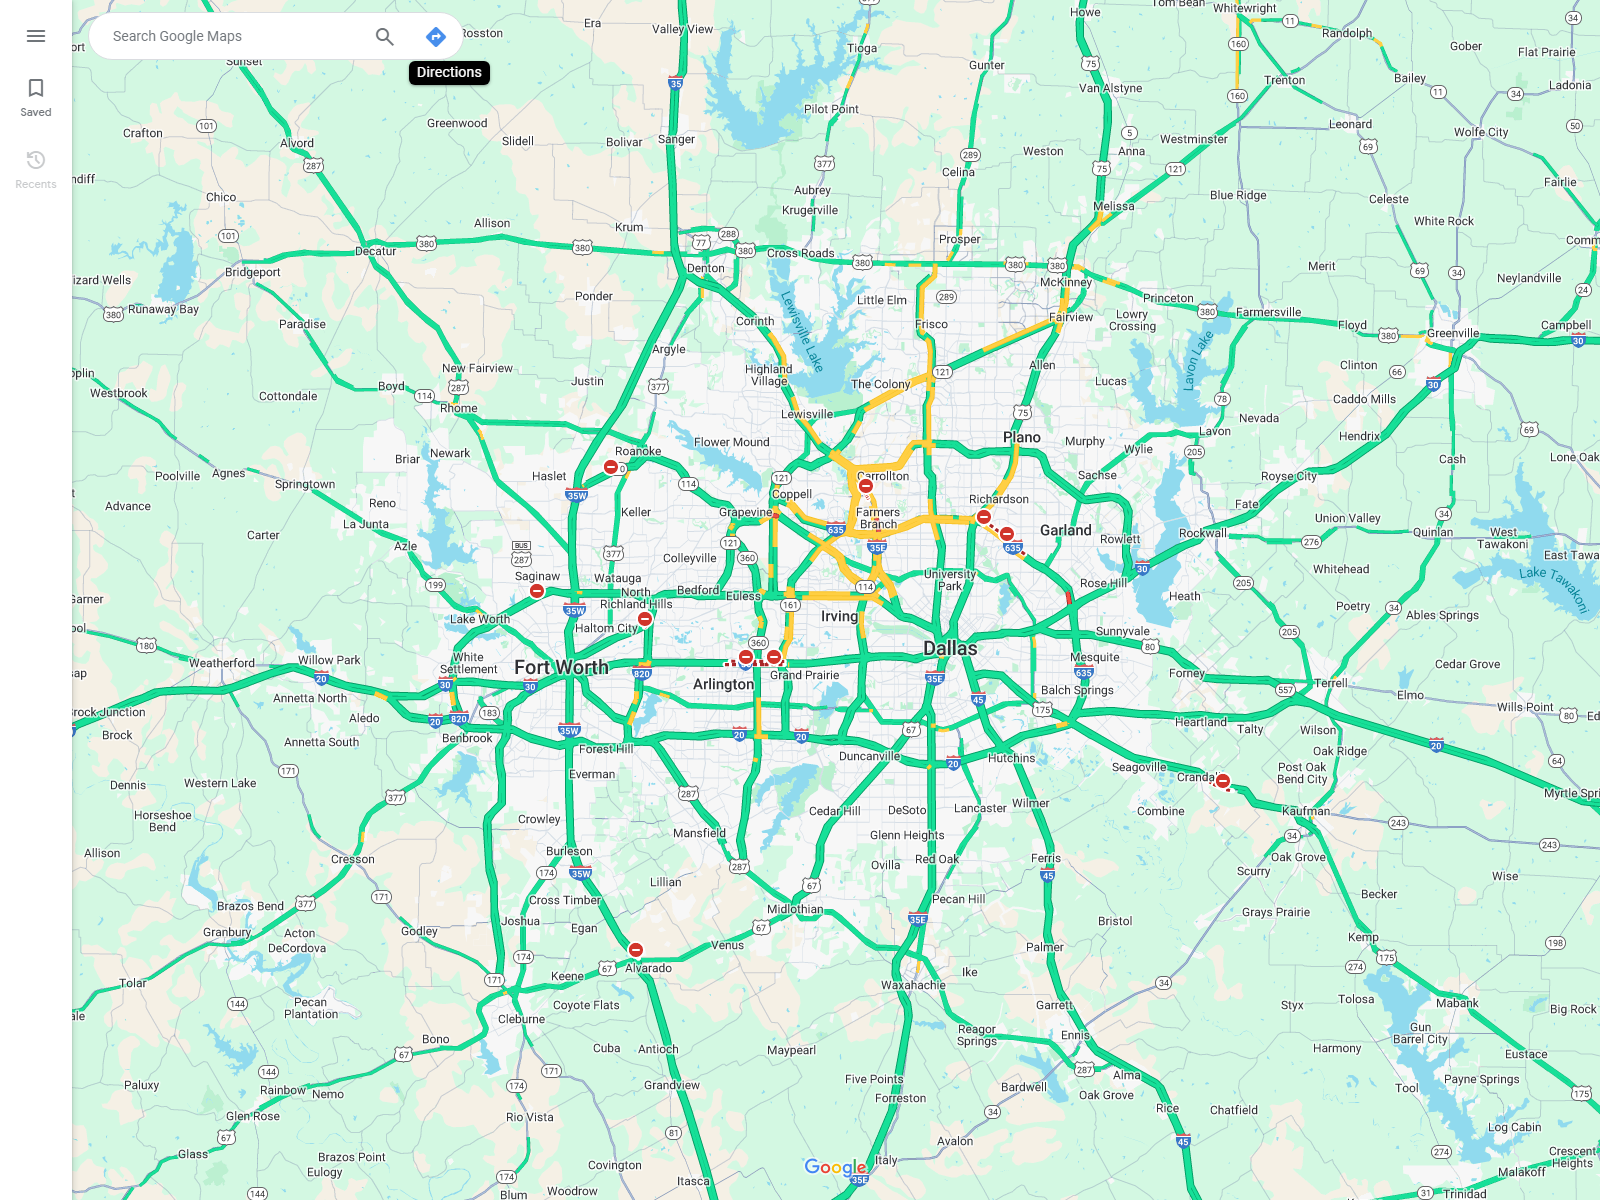 Search Google Maps
Directions
Saved
Recents
Era
Rosston
Valley View
Tioga
Howe
Tom Bean
Whitewright
Randolph
Gober
Flat Prairie
Ladonia
Bailey
Trenton
Gunter
Van Alstyne
Pilot Point
Sunset
Crafton
Alvord
Greenwood
Slidell
Bolivar
Sanger
Weston
Anna
Westminster
Leonard
Wolfe City
Celina
Aubrey
Krugerville
Blue Ridge
Celeste
Fairlie
White Rock
Melissa
Chico
Allison
Krum
Decatur
Bridgeport
Prosper
Cross Roads
Denton
Merit
Neylandville
McKinney
Princeton
Runaway Bay
Ponder
Little Elm
Lewisville Lake
Corinth
Frisco
Fairview
Lowry
Crossing
Farmersville
Floyd
Greenville
Campbell
Paradise
Argyle
Highland
Village
The Colony
Allen
Lucas
Lavon Lake
Clinton
Caddo Mills
New Fairview
Justin
Boyd
Cottondale
Westbrook
Rhome
Lewisville
Flower Mound
Plano
Murphy
Wylie
Lavon
Nevada
Hendrix
Lone Oak
Cash
Royse City
Sachse
Roanoke
Briar
Newark
Haslet
Agnes
Poolville
Springtown
Carrollton
Coppell
Grapevine
Farmers
Branch
Richardson
Garland
Rowlett
Rockwall
Fate
Union Valley
Quinlan
West
Tawakoni
East Tawa
Lake Tawakoni
Advance
Reno
La Junta
Keller
Carter
Azle
Colleyville
University
Park
Rose Hill
Heath
Whitehead
Poetry
Ables Springs
Saginaw
Watauga
North
Richland Hills
Bedford
Euless
Irving
Lake Worth
Haltom City
Dallas
Sunnyvale
Mesquite
Balch Springs
Forney
Terrell
Cedar Grove
Elmo
Wills Point
Weatherford
Willow Park
White
Settlement
Fort Worth
Arlington
Grand Prairie
Annetta North
Brock Junction
Brock
Aledo
Annetta South
Benbrook
Forest Hill
Everman
Duncanville
Hutchins
Heartland
Talty
Wilson
Oak Ridge
Post Oak
Bend City
Seagoville
Combine
Kaufman
Dennis
Western Lake
Horseshoe
Bend
Crowley
Cedar Hill
DeSoto
Lancaster
Wilmer
Glenn Heights
Mansfield
Allison
Cresson
Burleson
Lillian
Ovilla
Red Oak
Ferris
Oak Grove
Scurry
Wise
Becker
Brazos Bend
Granbury
Acton
DeCordova
Godley
Joshua
Cross Timber
Egan
Midlothian
Pecan Hill
Bristol
Grays Prairie
Kemp
Venus
Alvarado
Keene
Palmer
Ike
Tolar
Pecan
Plantation
Coyote Flats
Cleburne
Waxahachie
Garrett
Styx
Tolosa
Mabank
Big Rock
Gun
Barrel City
Bono
Cuba
Antioch
Maypearl
Reagor
Springs
Ennis
Harmony
Eustace
Paluxy
Rainbow
Nemo
Grandview
Five Points
Forreston
Bardwell
Alma
Oak Grove
Tool
Payne Springs
Glen Rose
Rio Vista
Rice
Chatfield
Log Cabin
Glass
Brazos Point
Eulogy
Covington
Avalon
Italy
Google
Crescent
Heights
Malakoff
Trinidad
Blum
Woodrow
Itasca